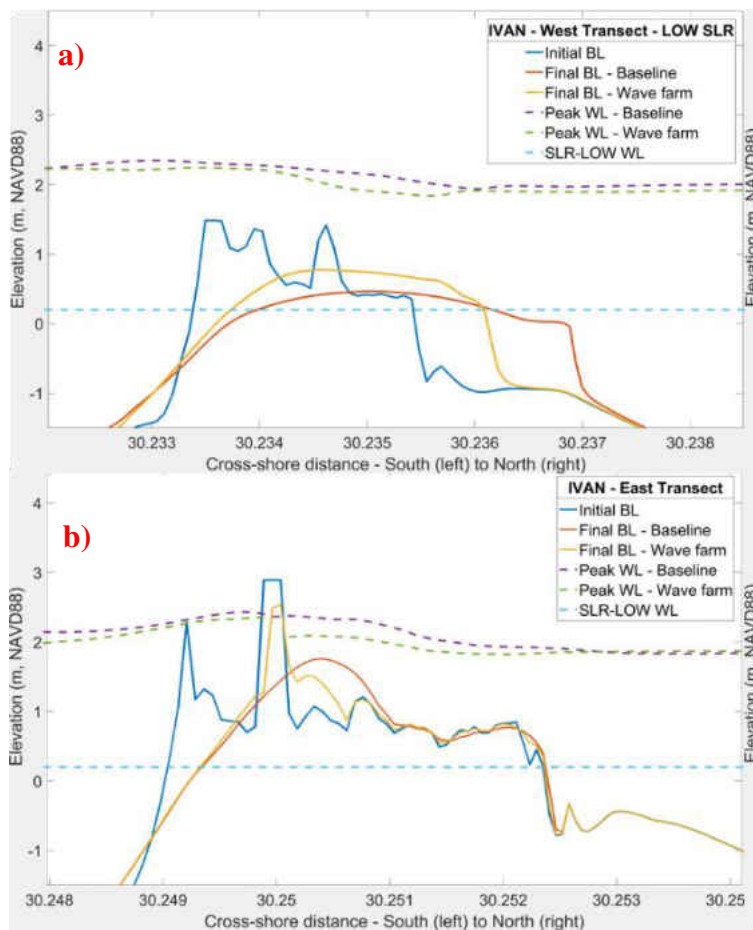 a)
IVAN - West Transect - LOW SLR
Initial BL
Final BL - Baseline
Final BL - Wave farm
Peak WL - Baseline
Peak WL - Wave farm
SLR-LOW WL
Elevation (m, NAVD88)
Elevation (m, NAVD88)
4
3
2
1
0
-1
30.233 30.234 30.235 30.236 30.237 30.238
Cross-shore distance - South (left) to North (right)
b)
IVAN - East Transect
Initial BL
Final BL - Baseline
Final BL - Wave farm
Peak WL - Baseline
Peak WL - Wave farm
SLR-LOW WL
Elevation (m, NAVD88)
Elevation (m, NAVD88)
4
3
2
1
0
-1
30.248 30.249 30.25 30.251 30.252 30.253 30.25
Cross-shore distance - South (left) to North (right)